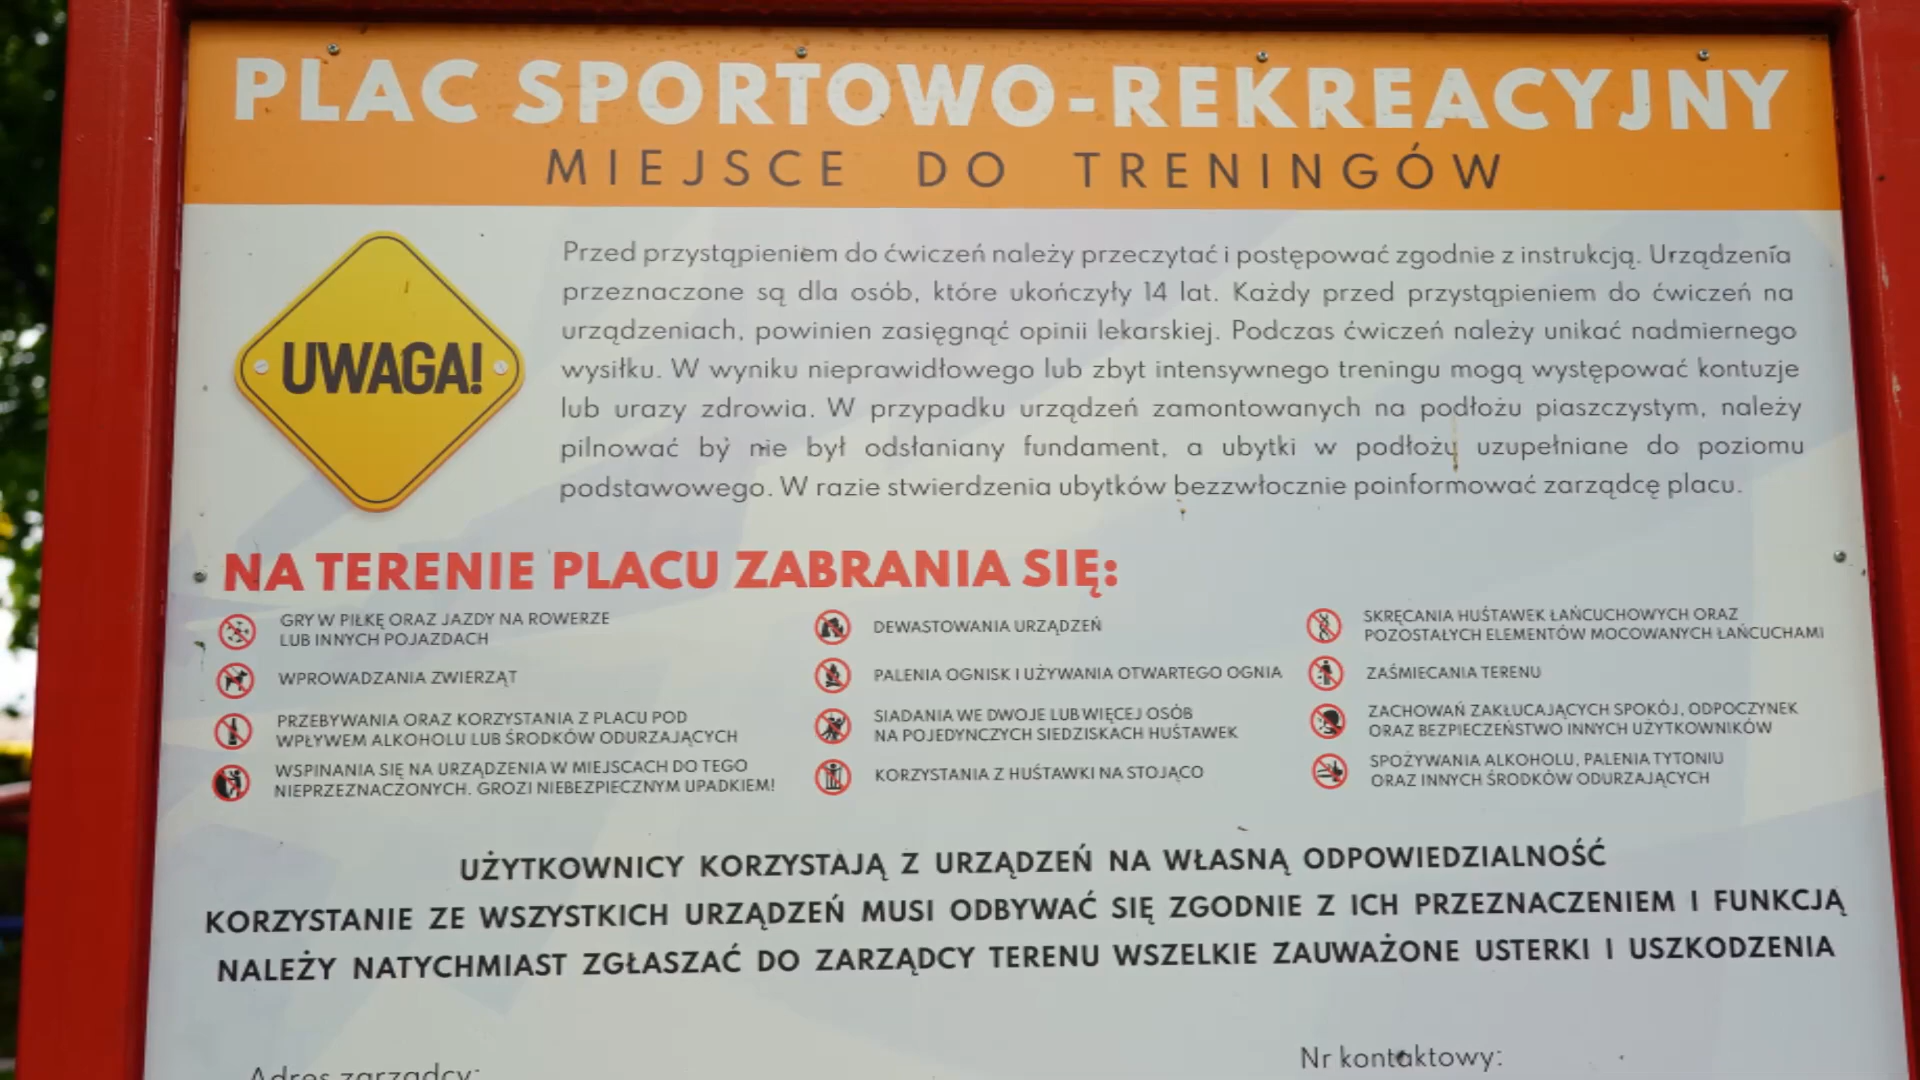 PLAC SPORTOWO-REKREACYJNY
MIEJSCE DO TRENINGÓW
UWAGA!
Przed przystąpieniem do ćwiczeń należy przeczytać i postępować zgodnie z instrukcją. Urządzenia
przeznaczone są dla osób, które ukończyły 14 lat. Każdy przed przystąpieniem do ćwiczeń na
urządzeniach, powinien zasięgnąć opinii lekarskiej. Podczas ćwiczeń należy unikać nadmiernego
wysiłku. W wyniku nieprawidłowego lub zbyt intensywnego treningu mogą występować kontuzje
lub urazy zdrowia. W przypadku urządzeń zamontowanych na podłożu piaszczystym, należy
pilnować by nie był odsłaniany fundament, a ubytki w podłożu uzupełniane do poziomu
podstawowego. W razie stwierdzenia ubytków bezzwłocznie poinformować zarządcę placu.
NA TERENIE PLACU ZABRANIA SIĘ:
GRY W PIŁKĘ ORAZ JAZDY NA ROWERZE
LUB INNYCH POJAZDACH
WPROWADZANIA ZWIERZĄT
PRZEBYWANIA ORAZ KORZYSTANIA Z PLACU POD
WPŁYWEM ALKOHOLU LUB ŚRODKÓW ODURZAJĄCYCH
WSPINANIA SIĘ NA URZĄDZENIA W MIEJSCACH DO TEGO
NIEPRZEZNACZONYCH. GROZI NIEBEZPIECZNYM UPADKIEM!
DEWASTOWANIA URZĄDZEŃ
PALENIA OGNISK I UŻYWANIA OTWARTEGO OGNIA
SIADANIA WE DWOJE LUB WIĘCEJ OSÓB
NA POJEDYNCZYCH SIEDZISKACH HUŚTAWEK
KORZYSTANIA Z HUŚTAWKI NA STOJĄCO
SKRĘCANIA HUŚTAWEK ŁAŃCUCHOWYCH ORAZ
POZOSTAŁYCH ELEMENTÓW MOCOWANYCH ŁAŃCUCHAMI
ZAŚMIECANIA TERENU
ZACHOWAŃ ZAKŁUCAJĄCYCH SPOKÓJ, ODPOCZYNEK
ORAZ BEZPIECZEŃSTWO INNYCH UŻYTKOWNIKÓW
SPOŻYWANIA ALKOHOLU, PALENIA TYTONIU
ORAZ INNYCH ŚRODKÓW ODURZAJĄCYCH
UŻYTKOWNICY KORZYSTAJĄ Z URZĄDZEŃ NA WŁASNĄ ODPOWIEDZIALNOŚĆ
KORZYSTANIE ZE WSZYSTKICH URZĄDZEŃ MUSI ODBYWAĆ SIĘ ZGODNIE Z ICH PRZEZNACZENIEM I FUNKCJĄ
NALEŻY NATYCHMIAST ZGŁASZAĆ DO ZARZĄDCY TERENU WSZELKIE ZAUWAŻONE USTERKI I USZKODZENIA
Adres zarządcy:
Nr kontaktowy: